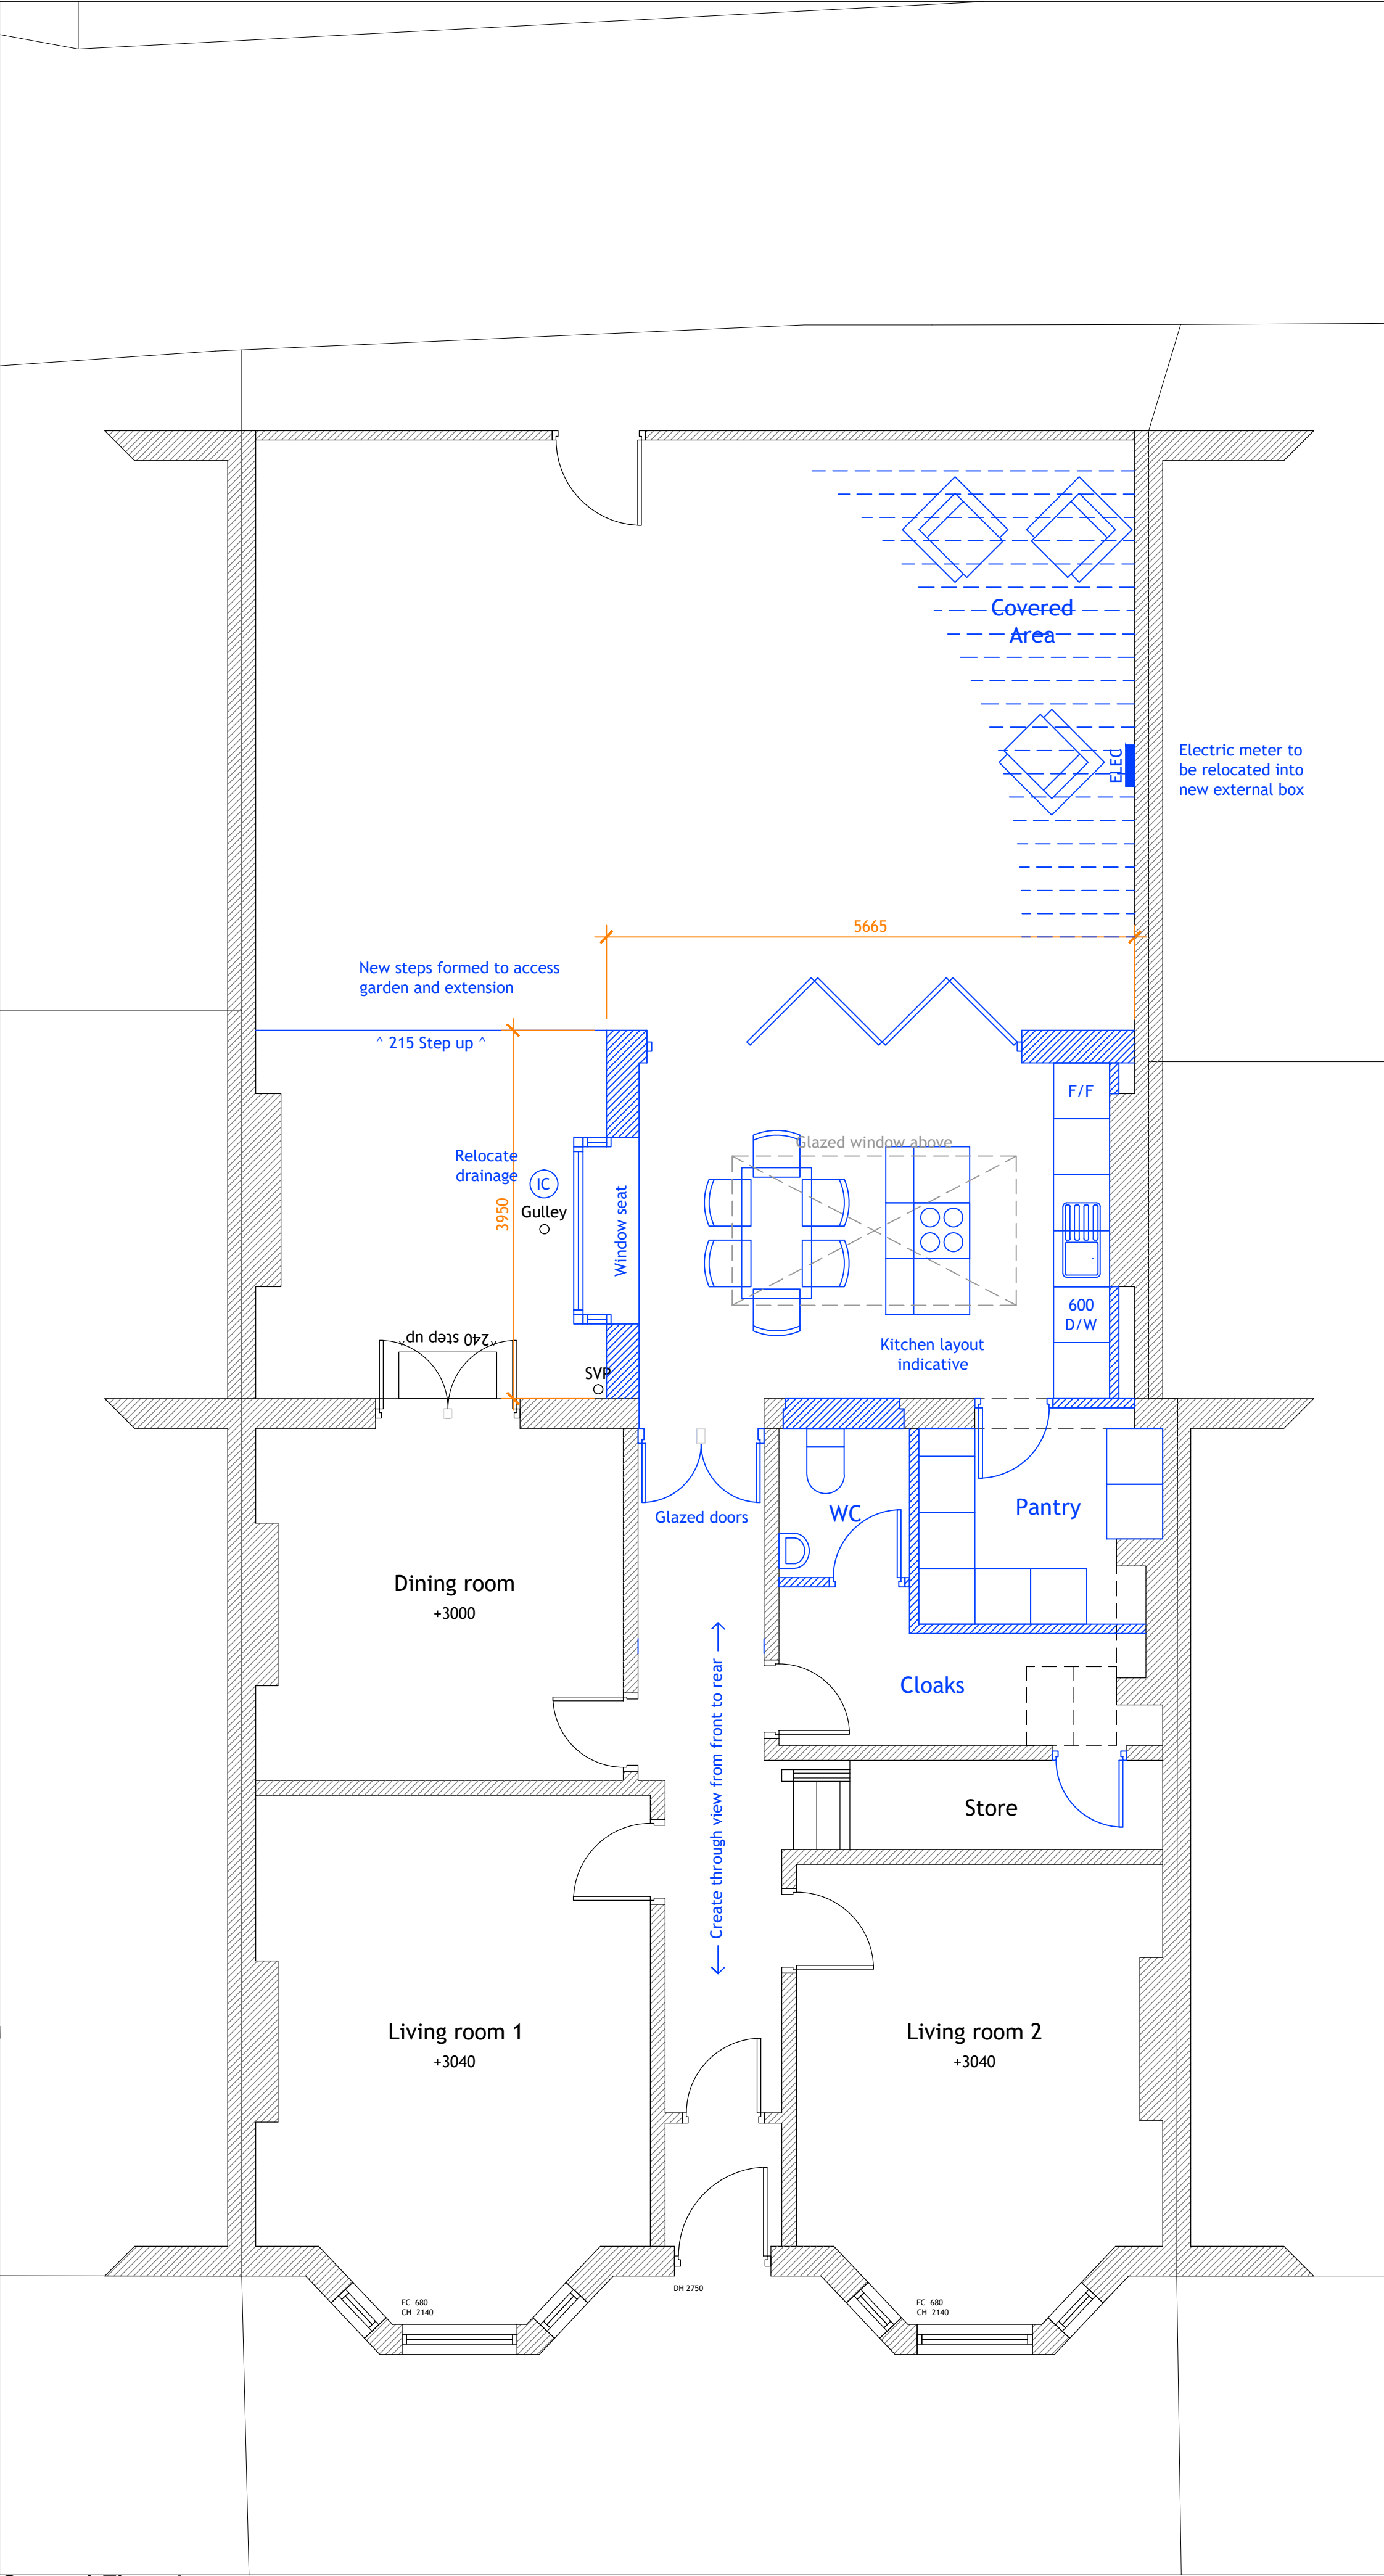 Covered
Area
ELEC
Electric meter to
be relocated into
new external box
5665
New steps formed to access
garden and extension
^ 215 Step up ^
F/F
Glazed window above
Relocate
drainage
IC
Gulley
3950
Window seat
600
D/W
Kitchen layout
indicative
^240 step up^
SVP
Glazed doors
WC
Pantry
Dining room
+3000
Create through view from front to rear
Cloaks
Store
Living room 1
+3040
Living room 2
+3040
DH 2750
FC 680
CH 2140
FC 680
CH 2140